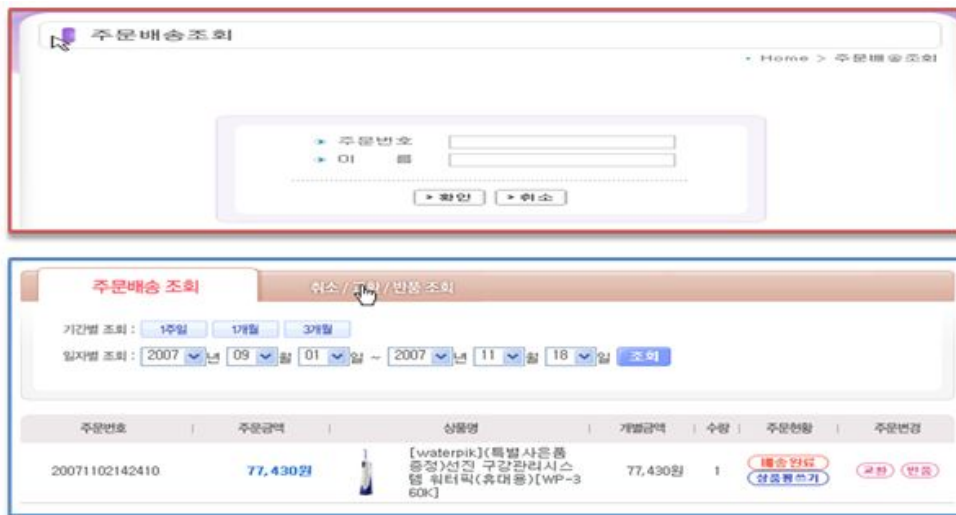 주문배송조회
Home > 주문배송조회
주문번호
이 름
확인 취소
주문배송 조회 취소 / 교환 / 반품 조회
기간별 조회 : 1주일 1개월 3개월
일자별 조회 : 2007 년 09 월 01 일 ~ 2007 년 11 월 18 일 조회
주문번호 주문금액 상품명 개별금액 수량 주문현황 주문변경
20071102142410 77,430원 [waterpik](특별사은품 증정)선진 구강관리시스템 워터픽(휴대용)[WP-360K] 77,430원 1 배송완료 상품평쓰기 교환 반품